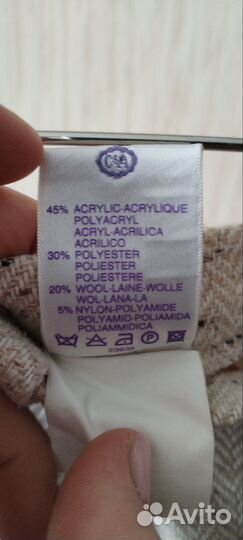 C&A
45% ACRYLIC-ACRYLIQUE
POLYACRYL
ACRYL-ACRILICA
ACRILICO
30% POLYESTER
POLIESTER
POLIESTERE
20% WOOL-LAINE-WOLLE
WOL-LANA-LA
5% NYLON-POLYAMIDE
POLYAMID-POLIAMIDA
POLIAMMIDICA
P
Avito